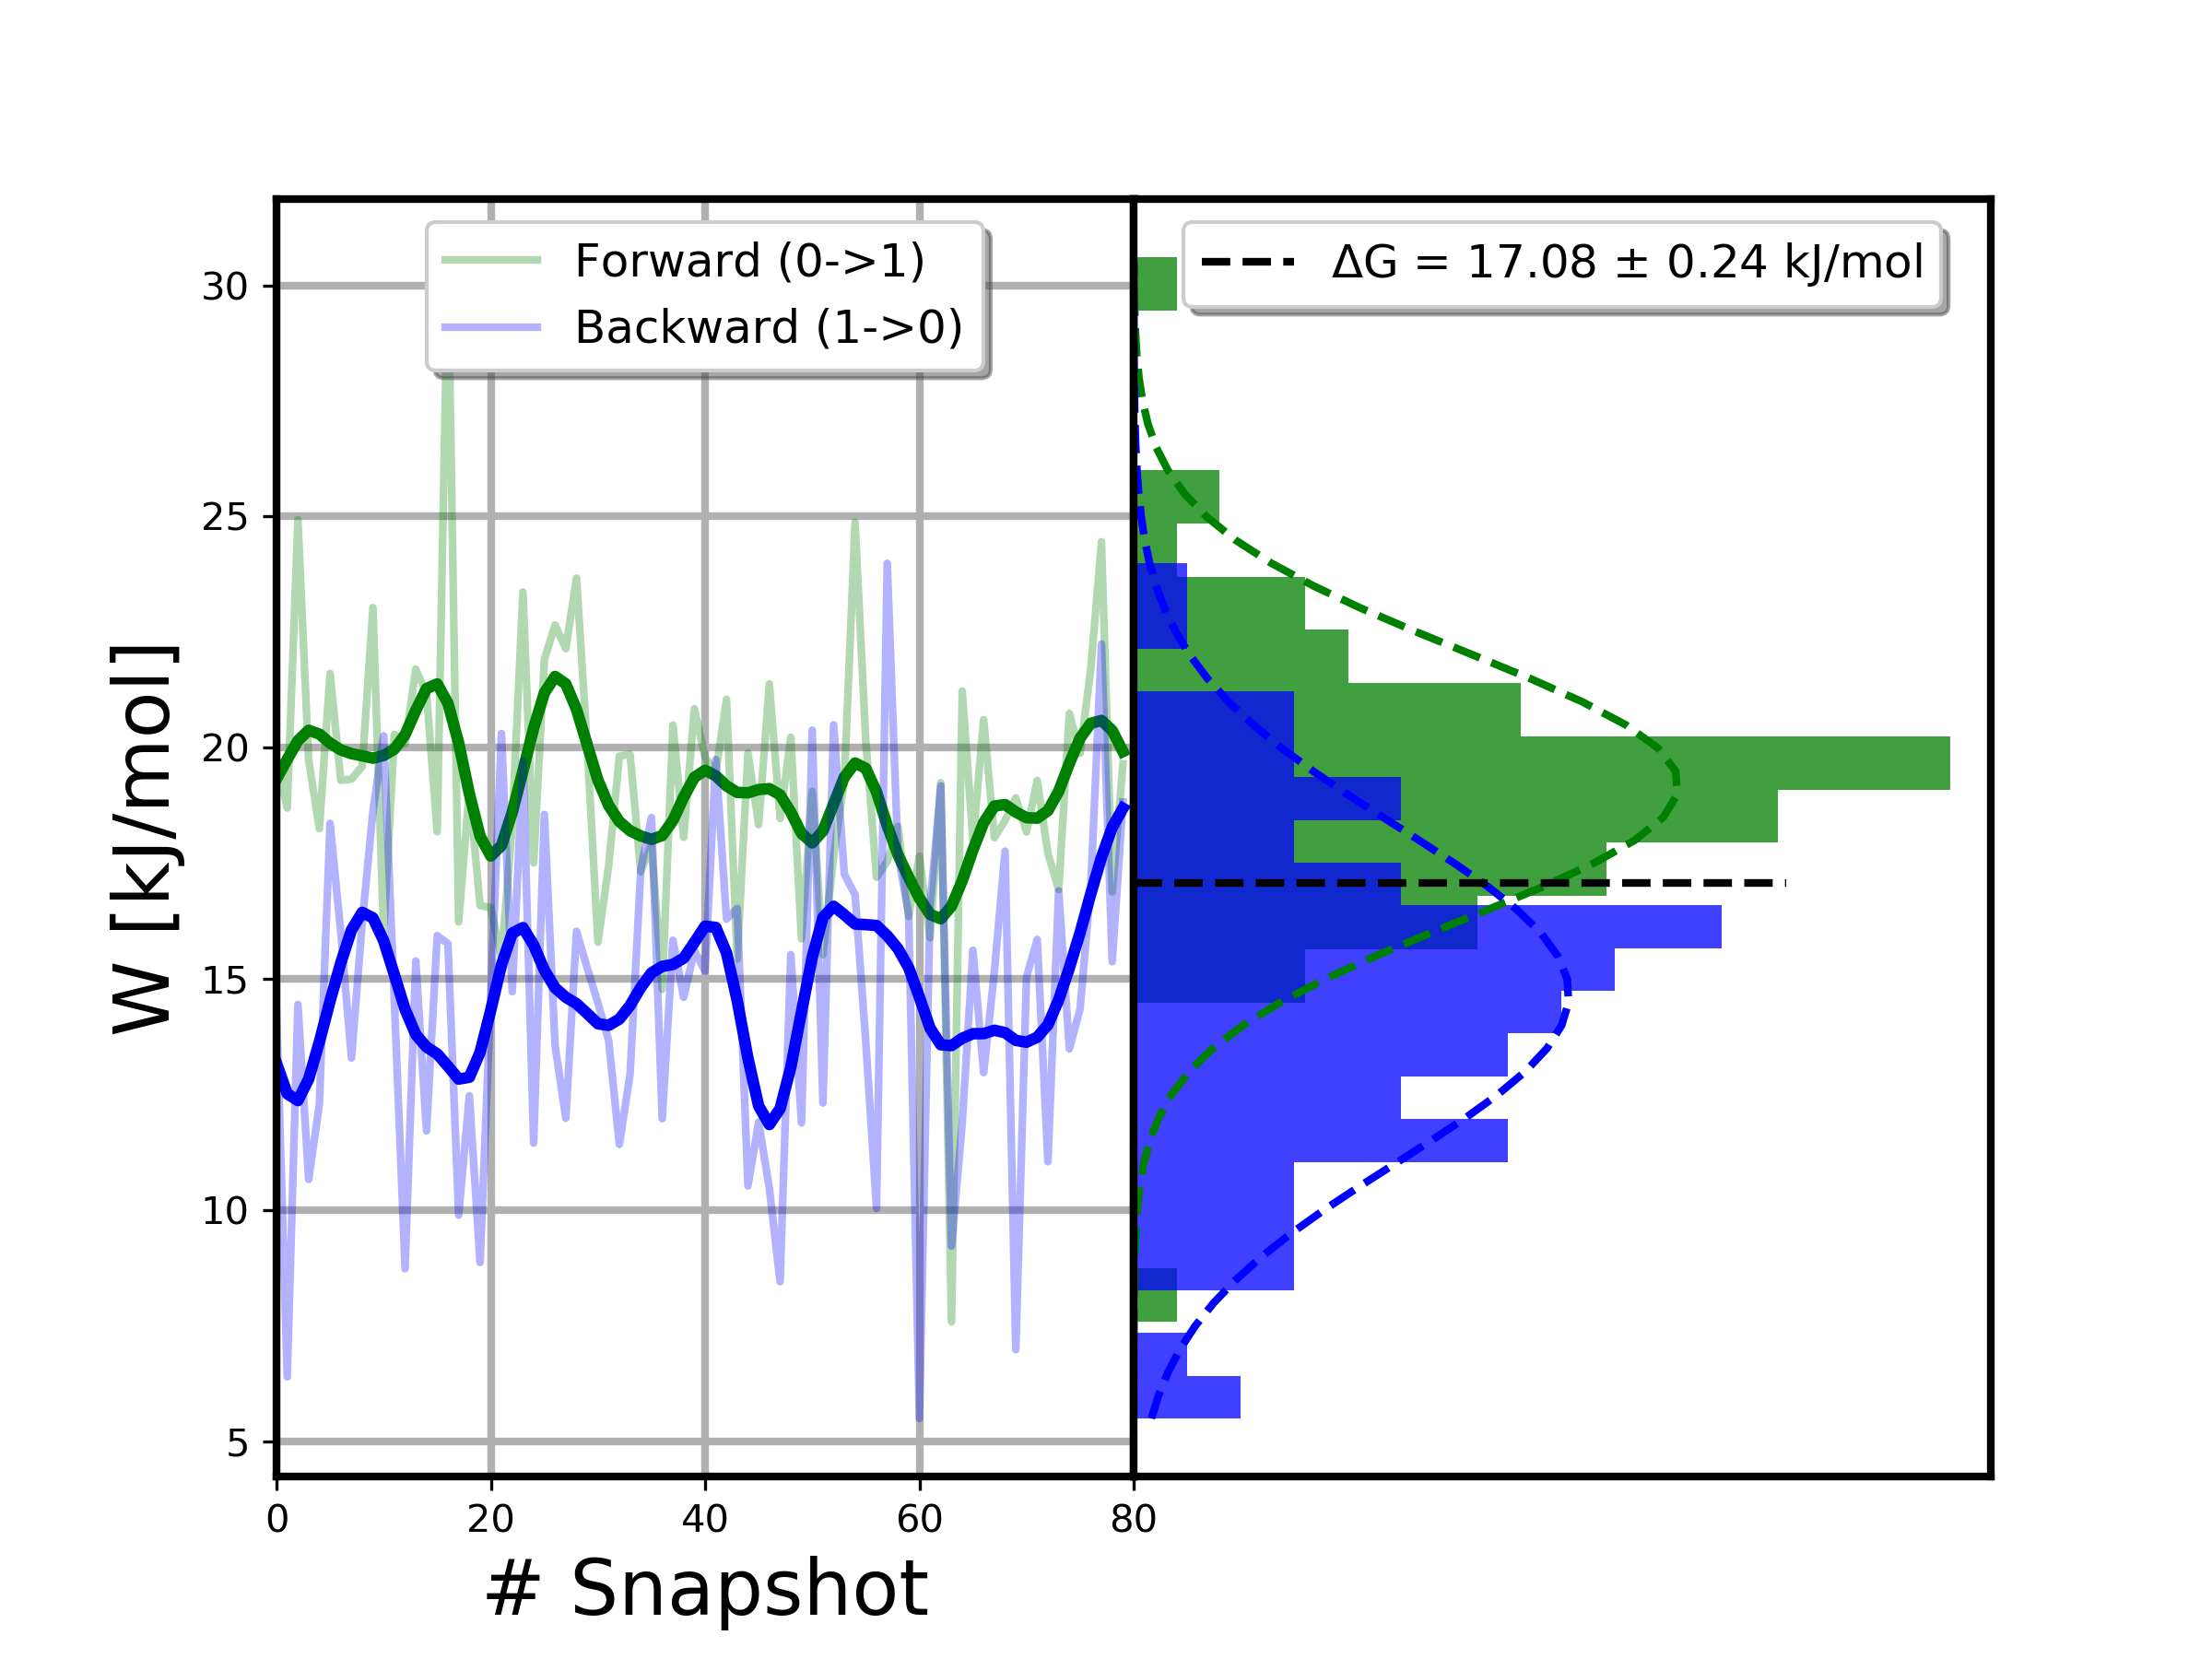 Forward (0->1)
Backward (1->0)
ΔG = 17.08 ± 0.24 kJ/mol
W [kJ/mol]
30
25
20
15
10
5
0 20 40 60 80
# Snapshot